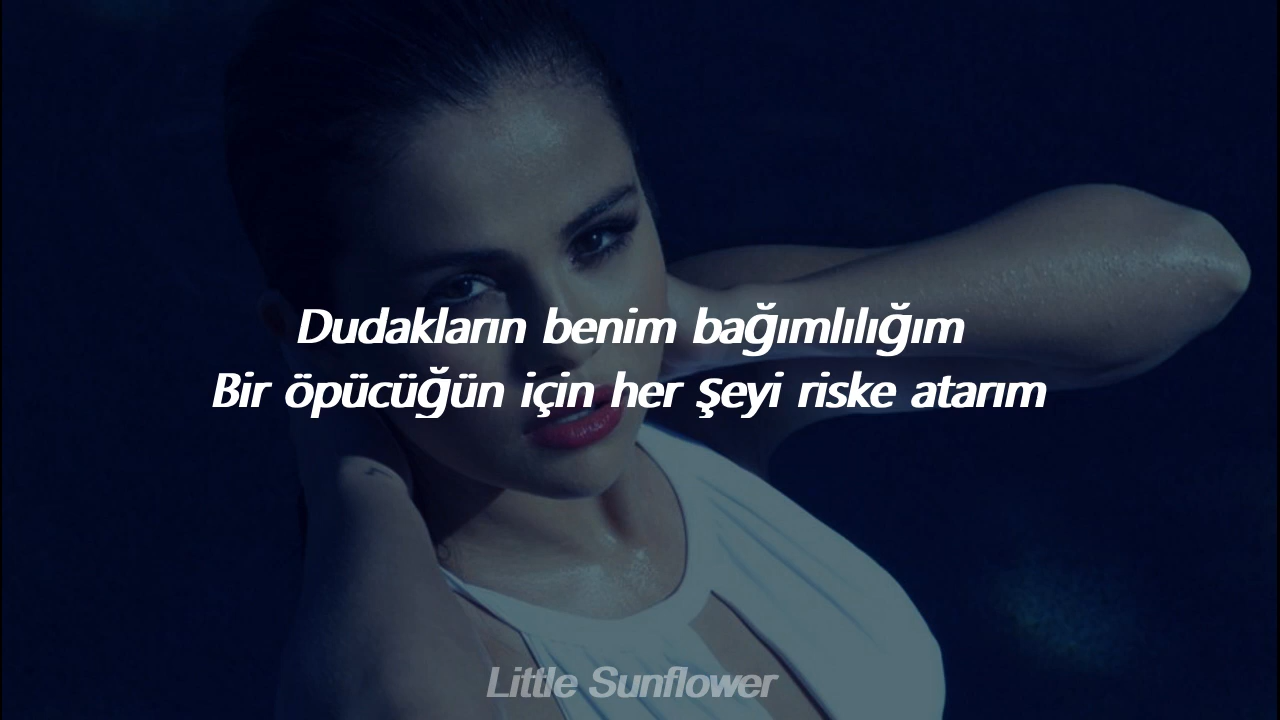 Dudakların benim bağımlılığım
Bir öpücüğün için her şeyi riske atarım
Little Sunflower